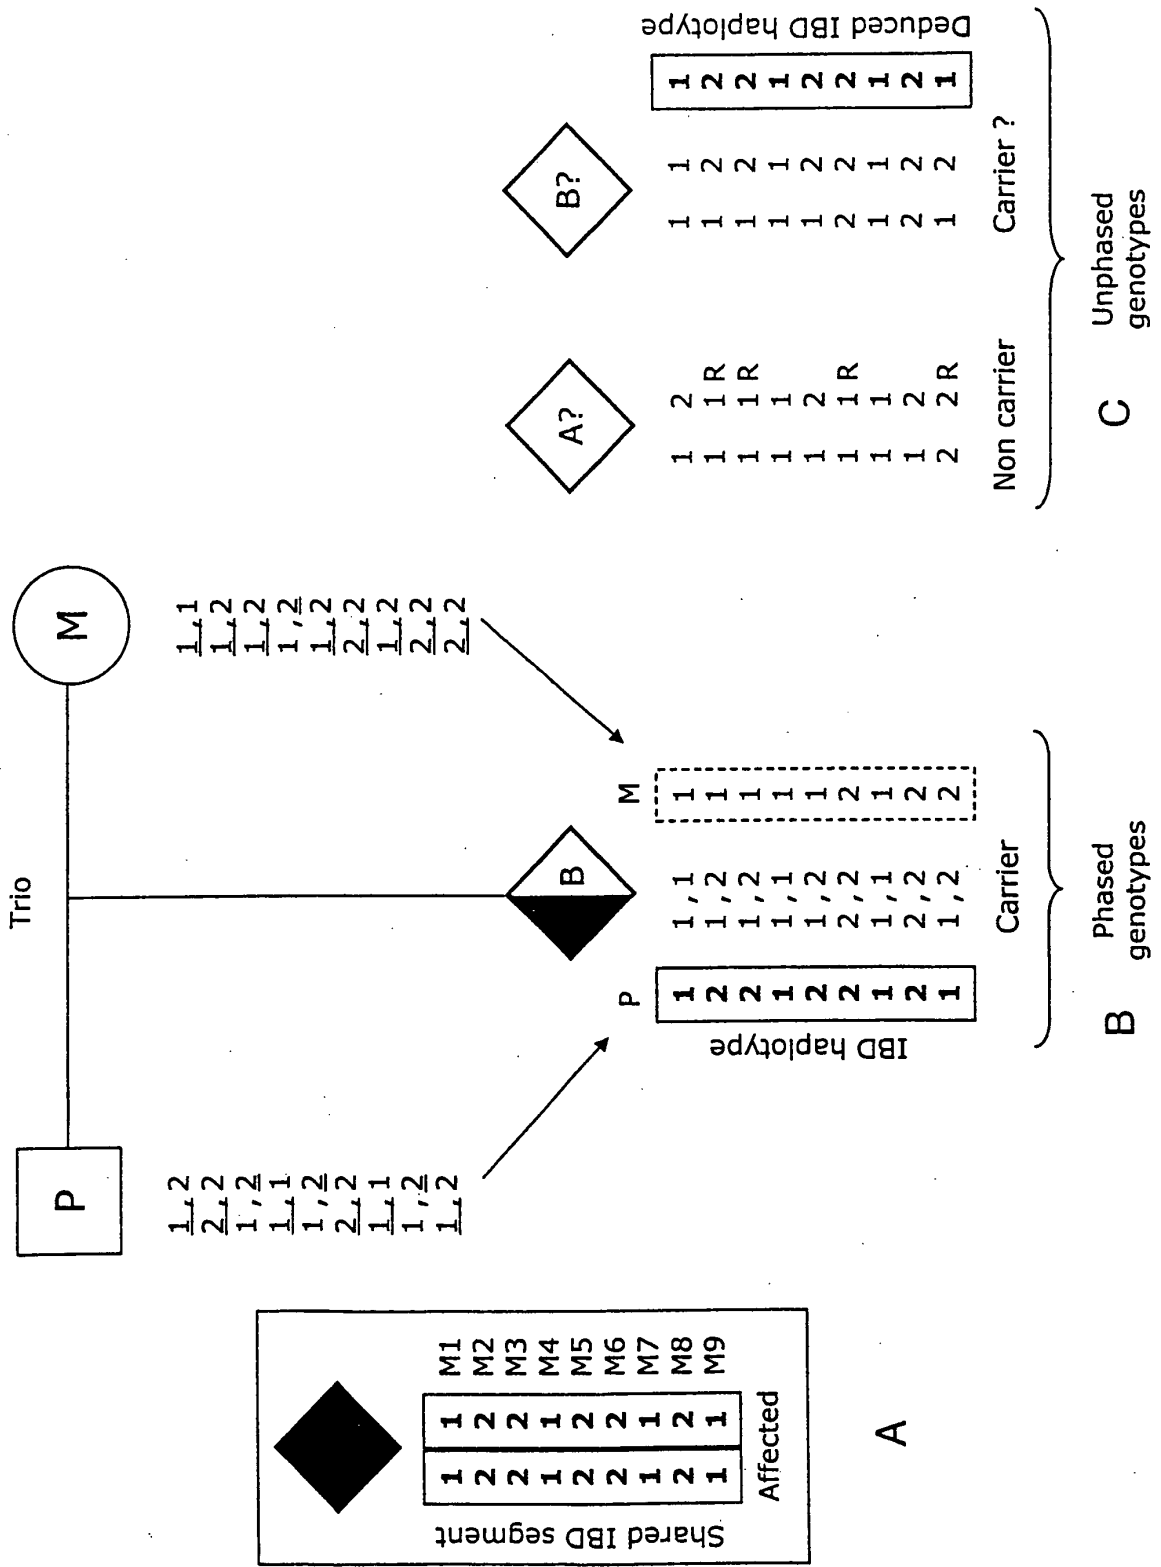 Shared IBD segment
1 1 M1
2 2 M2
2 2 M3
1 1 M4
2 2 M5
2 2 M6
1 1 M7
2 2 M8
1 1 M9
Affected
A
Trio
P
1,2
2,2
1,2
1,1
1,2
2,2
1,1
1,2
1,2
M
1,1
1,2
1,2
1,2
1,2
2,2
1,2
2,2
2,2
B
P M
IBD haplotype
1 1,1 1
2 1,2 1
2 1,2 1
1 1,1 1
2 1,2 1
2 2,2 2
1 1,1 1
2 2,2 2
1 1,2 2
Carrier
Phased
genotypes
B
A?
1 2
1 1 R
1 1 R
1 1
1 2
1 1 R
1 1
1 2
2 2 R
Non carrier
B?
1 1 1
1 2 2
1 2 2
1 1 1
1 2 2
2 2 2
1 1 1
2 2 2
1 2 1
Deduced IBD haplotype
Carrier ?
Unphased
genotypes
C